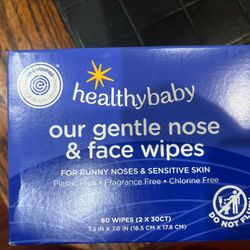 healthybaby
our gentle nose
& face wipes
FOR RUNNY NOSES & SENSITIVE SKIN
Plastic Free • Fragrance Free • Chlorine Free
60 WIPES (2 X 30CT)
7.3 IN X 7.0 IN (18.5 CM X 17.8 CM)
DO NOT FLUSH